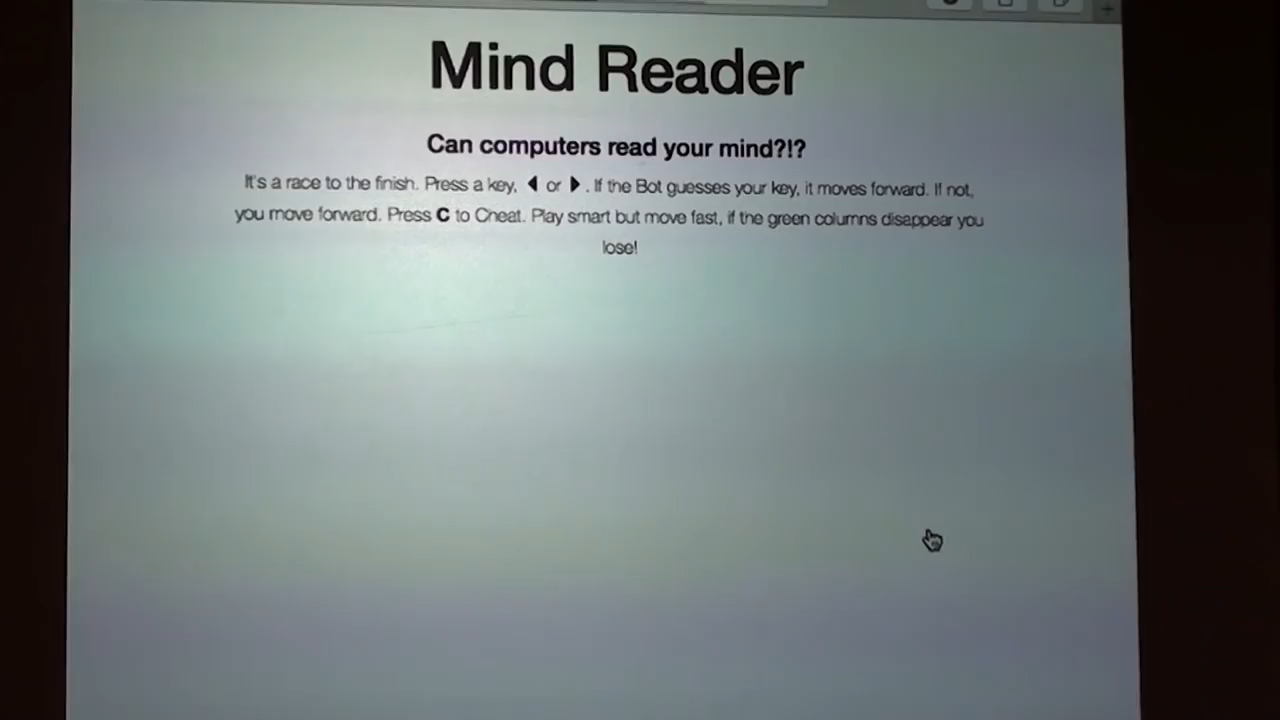 Mind Reader
Can computers read your mind?!?
It's a race to the finish. Press a key, ◀ or ▶. If the Bot guesses your key, it moves forward. If not,
you move forward. Press C to Cheat. Play smart but move fast, if the green columns disappear you
lose!